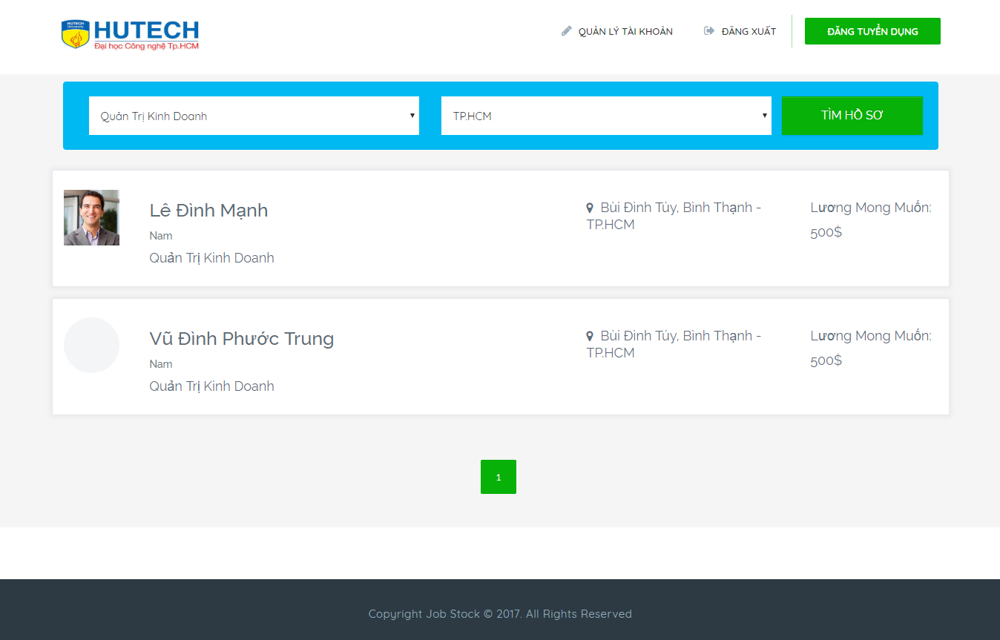 HUTECH
University
HUTECH
Đại học Công nghệ Tp.HCM
QUẢN LÝ TÀI KHOẢN
ĐĂNG XUẤT
ĐĂNG TUYỂN DỤNG
Quản Trị Kinh Doanh
TP.HCM
TÌM HỒ SƠ
Lê Đình Mạnh
Nam
Quản Trị Kinh Doanh
Bùi Đình Túy, Bình Thạnh -
TP.HCM
Lương Mong Muốn:
500$
Vũ Đình Phước Trung
Nam
Quản Trị Kinh Doanh
Bùi Đình Túy, Bình Thạnh -
TP.HCM
Lương Mong Muốn:
500$
1
Copyright Job Stock © 2017. All Rights Reserved